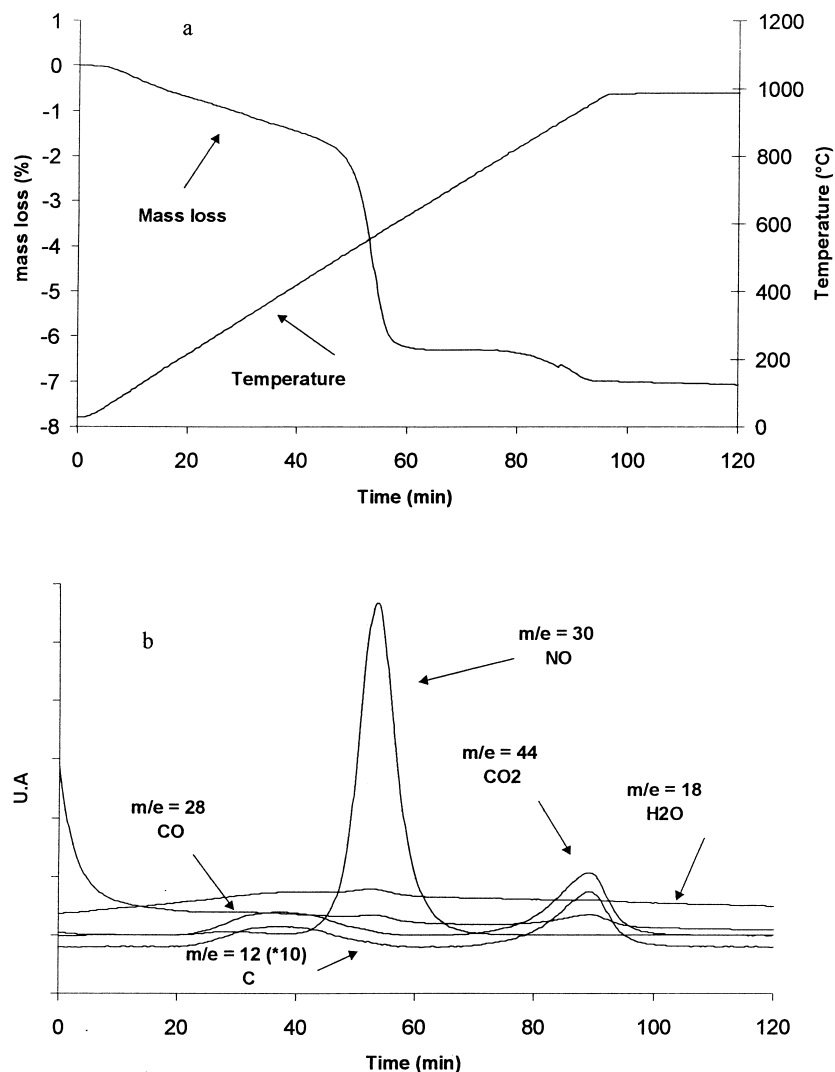 a
1
0
-1
-2
-3
-4
-5
-6
-7
-8
mass loss (%)
Mass loss
Temperature
1200
1000
800
600
400
200
0
Temperature (°C)
0 20 40 60 80 100 120
Time (min)
b
U.A
m/e = 30
NO
m/e = 44
CO2
m/e = 18
H2O
m/e = 28
CO
m/e = 12 (*10)
C
0 20 40 60 80 100 120
Time (min)